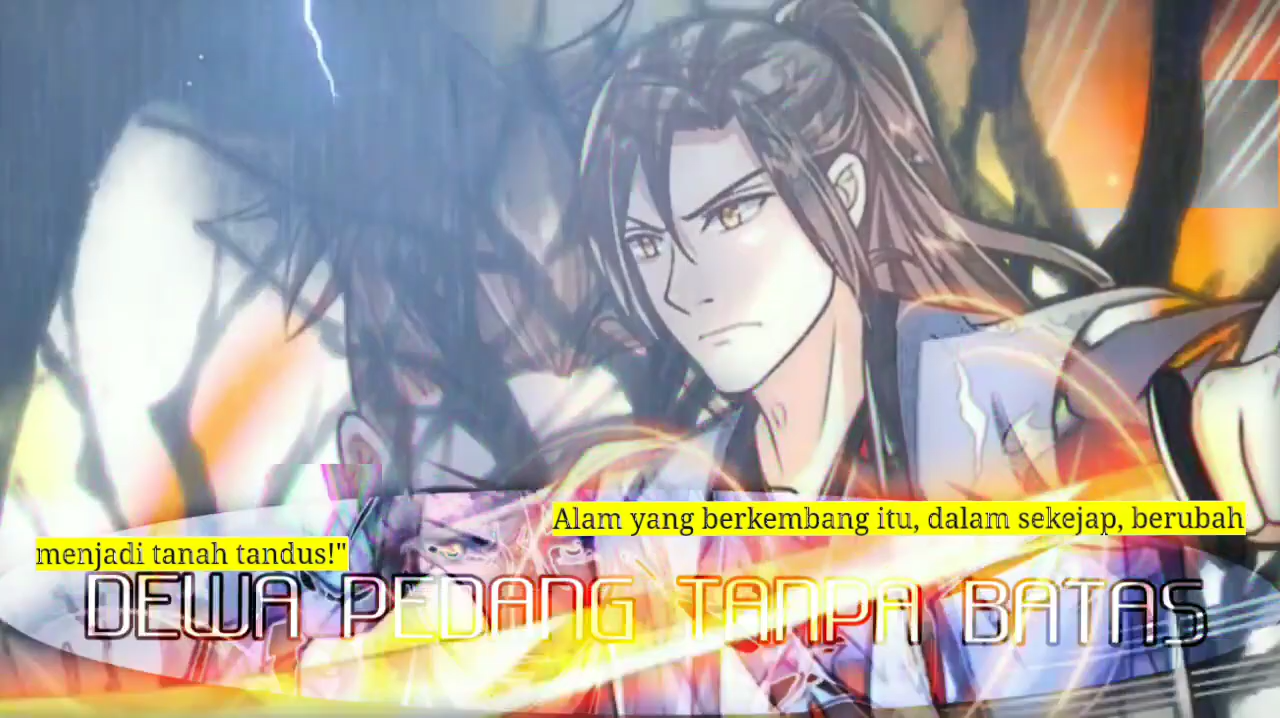 Alam yang berkembang itu, dalam sekejap, berubah
menjadi tanah tandus!"
DEWA PEDANG TANPA BATAS